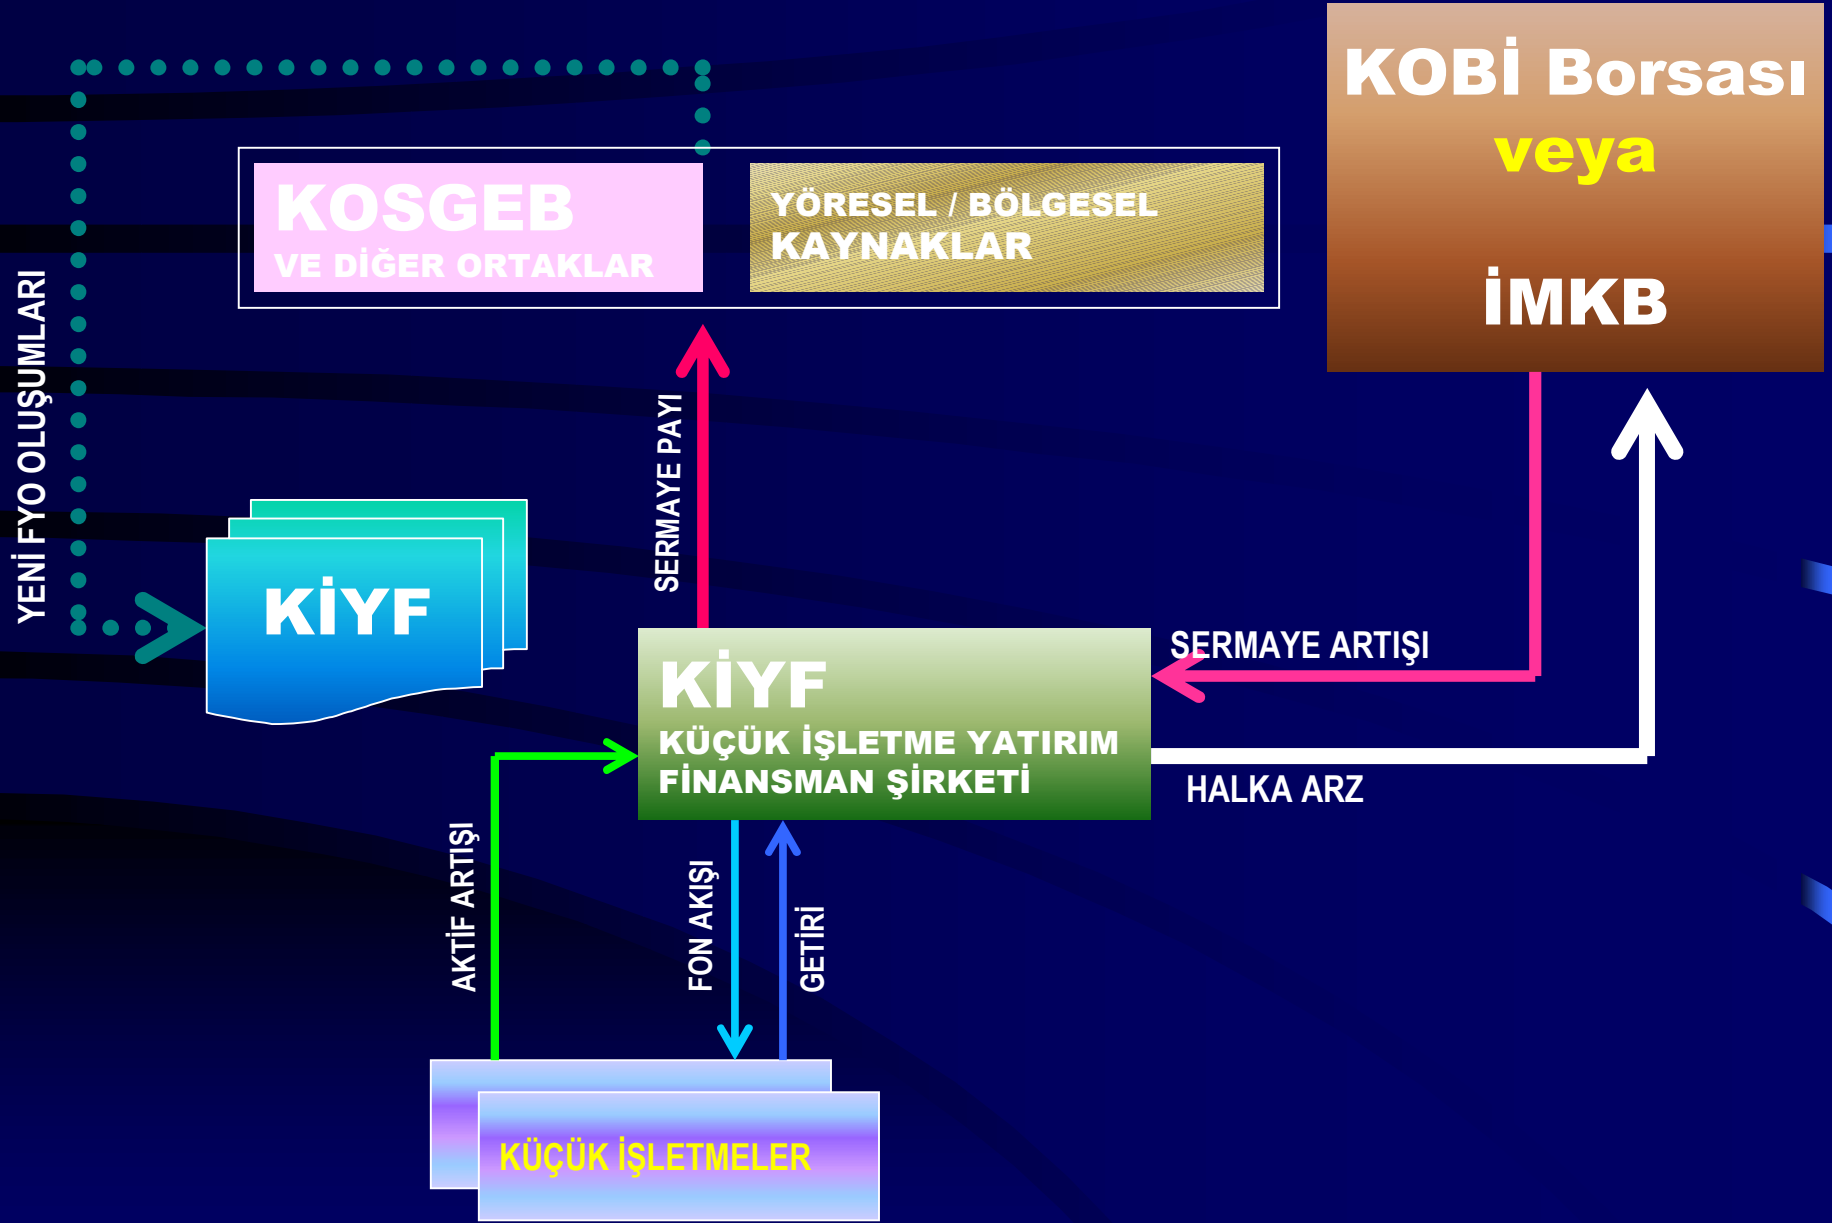 KOBİ Borsası
veya
İMKB
KOSGEB
VE DİĞER ORTAKLAR
YÖRESEL / BÖLGESEL
KAYNAKLAR
YENİ FYO OLUŞUMLARI
SERMAYE PAYI
KİYF
KİYF
KÜÇÜK İŞLETME YATIRIM
FİNANSMAN ŞİRKETİ
SERMAYE ARTIŞI
HALKA ARZ
AKTİF ARTIŞI
FON AKIŞI
GETİRİ
KÜÇÜK İŞLETMELER